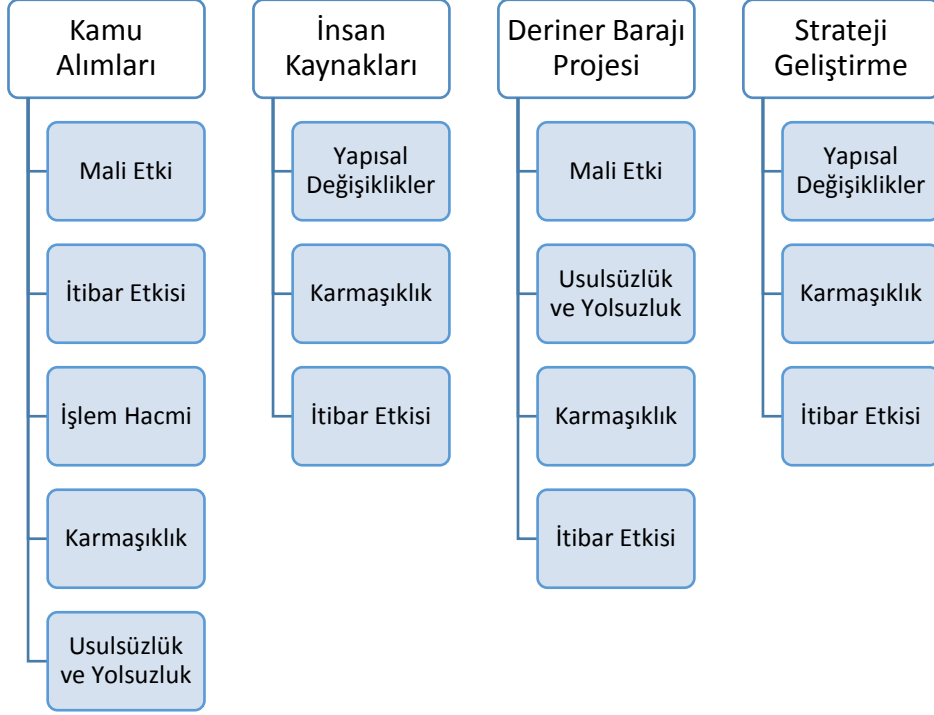 Kamu
Alımları
Mali Etki
İtibar Etkisi
İşlem Hacmi
Karmaşıklık
Usulsüzlük
ve Yolsuzluk
İnsan
Kaynakları
Yapısal
Değişiklikler
Karmaşıklık
İtibar Etkisi
Deriner Barajı
Projesi
Mali Etki
Usulsüzlük
ve Yolsuzluk
Karmaşıklık
İtibar Etkisi
Strateji
Geliştirme
Yapısal
Değişiklikler
Karmaşıklık
İtibar Etkisi